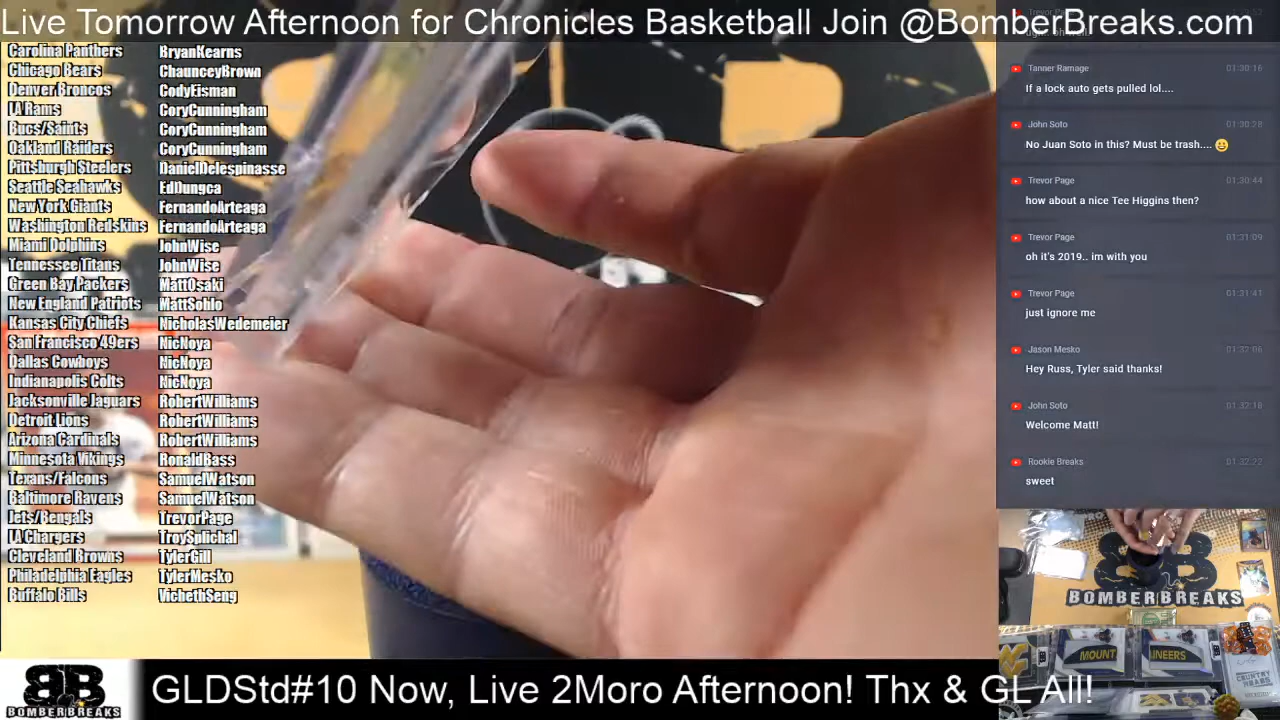 Live Tomorrow Afternoon for Chronicles Basketball Join @BomberBreaks.com
Carolina Panthers BryanKearns
Chicago Bears ChaunceyBrown
Denver Broncos CodyEisman
LA Rams CoryCunningham
Bucs/Saints CoryCunningham
Oakland Raiders CoryCunningham
Pittsburgh Steelers DanielDelespinasse
Seattle Seahawks EdDungca
New York Giants FernandoArteaga
Washington Redskins FernandoArteaga
Miami Dolphins JohnWise
Tennessee Titans JohnWise
Green Bay Packers MattOsaki
New England Patriots MattSohlo
Kansas City Chiefs NicholasWedemeier
San Francisco 49ers NicNoya
Dallas Cowboys NicNoya
Indianapolis Colts NicNoya
Jacksonville Jaguars RobertWilliams
Detroit Lions RobertWilliams
Arizona Cardinals RobertWilliams
Minnesota Vikings RonaldBass
Texans/Falcons SamuelWatson
Baltimore Ravens SamuelWatson
Jets/Bengals TrevorPage
LA Chargers TroySplichal
Cleveland Browns TylerGill
Philadelphia Eagles TylerMesko
Buffalo Bills VichethSeng
Tanner Ramage 01:30:16
If a lock auto gets pulled lol....
John Soto 01:30:28
No Juan Soto in this? Must be trash.... 😀
Trevor Page 01:30:44
how about a nice Tee Higgins then?
Trevor Page 01:31:09
oh it's 2019.. im with you
Trevor Page 01:31:41
just ignore me
Jason Mesko 01:32:06
Hey Russ, Tyler said thanks!
John Soto 01:32:18
Welcome Matt!
Rookie Breaks 01:32:22
sweet
BOMBERBREAKS
MOUNT
INEERS
BOMBERBREAKS
GLDStd#10 Now, Live 2Moro Afternoon! Thx & GL All!